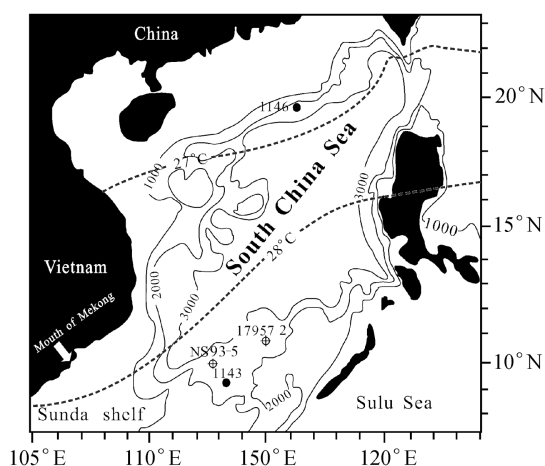 China
20°N
1146
27°C
1000
3000
South China Sea
15°N
1000
28°C
Vietnam
2000
3000
Mouth of Mekong
17957 2
NS93-5
1143
10°N
2000
Sunda shelf
Sulu Sea
105°E
110°E
150°E
120°E